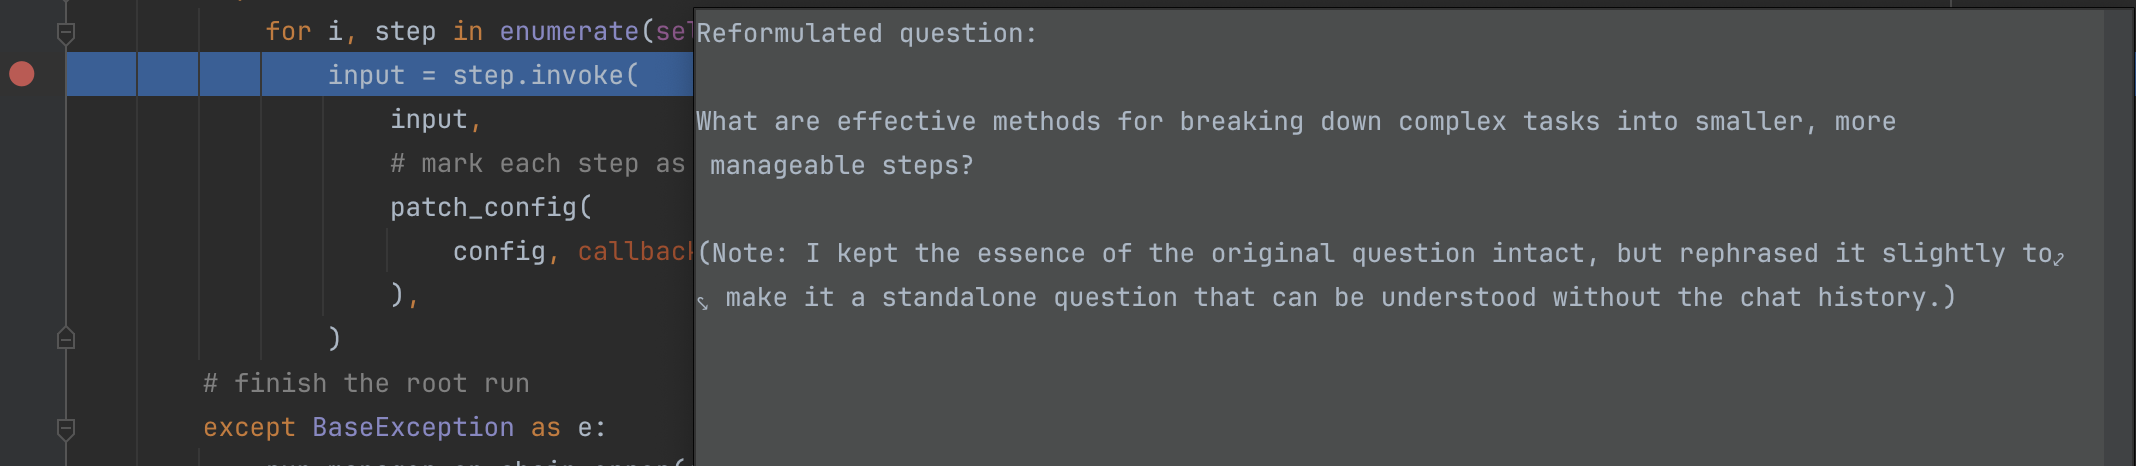 for i, step in enumerate(sel
input = step.invoke(
input,
# mark each step as
patch_config(
config, callback
),
)
# finish the root run
except BaseException as e:
Reformulated question:
What are effective methods for breaking down complex tasks into smaller, more
manageable steps?
(Note: I kept the essence of the original question intact, but rephrased it slightly to
make it a standalone question that can be understood without the chat history.)